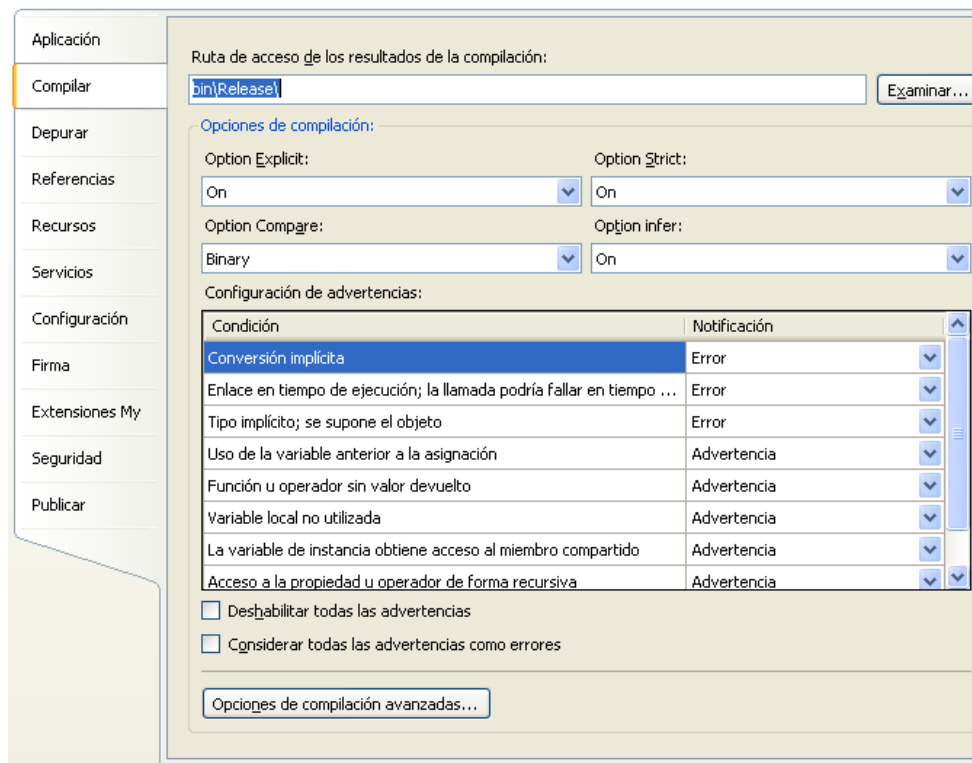 Aplicación
Compilar
Depurar
Referencias
Recursos
Servicios
Configuración
Firma
Extensiones My
Seguridad
Publicar
Ruta de acceso de los resultados de la compilación:
bin\Release\
Examinar...
Opciones de compilación:
Option Explicit: Option Strict:
On On
Option Compare: Option infer:
Binary On
Configuración de advertencias:
Condición Notificación
Conversión implícita Error
Enlace en tiempo de ejecución; la llamada podría fallar en tiempo ... Error
Tipo implícito; se supone el objeto Error
Uso de la variable anterior a la asignación Advertencia
Función u operador sin valor devuelto Advertencia
Variable local no utilizada Advertencia
La variable de instancia obtiene acceso al miembro compartido Advertencia
Acceso a la propiedad u operador de forma recursiva Advertencia
Deshabilitar todas las advertencias
Considerar todas las advertencias como errores
Opciones de compilación avanzadas...